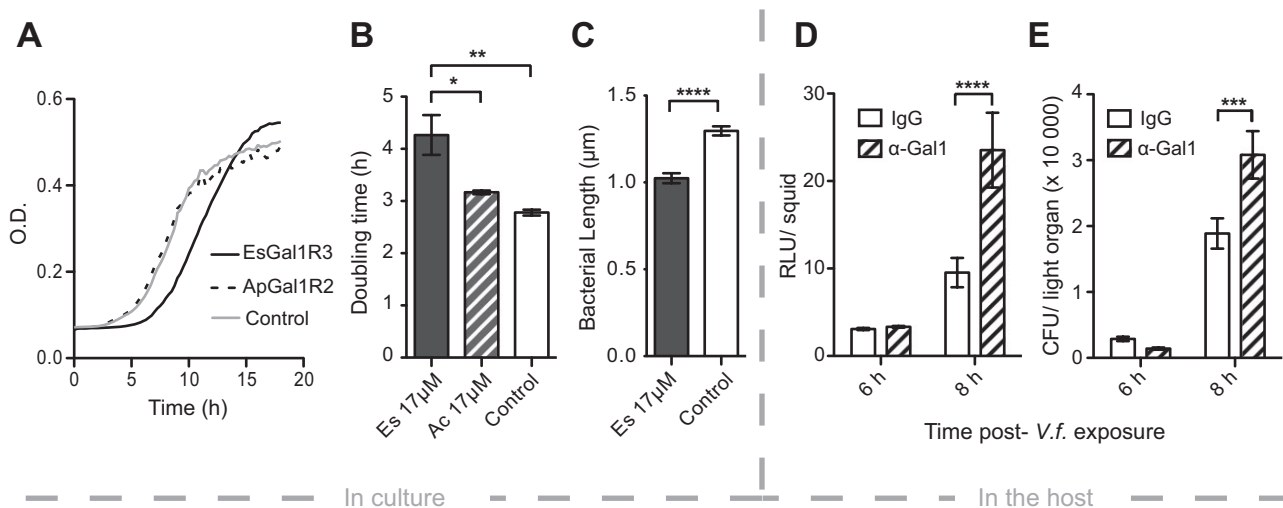 A
O.D.
0.6
0.4
0.2
0.0
EsGal1R3
ApGal1R2
Control
0
5
10
15
20
Time (h)
B
**
*
Doubling time (h)
5
4
3
2
1
0
Es 17µM
Ac 17µM
Control
C
****
Bacterial Length (µm)
1.5
1.0
0.5
0.0
Es 17µM
Control
D
****
IgG
α-Gal1
RLU/ squid
30
20
10
0
6 h
8 h
E
***
IgG
α-Gal1
CFU/ light organ (x 10 000)
4
3
2
1
0
6 h
8 h
Time post- V.f. exposure
In culture
In the host